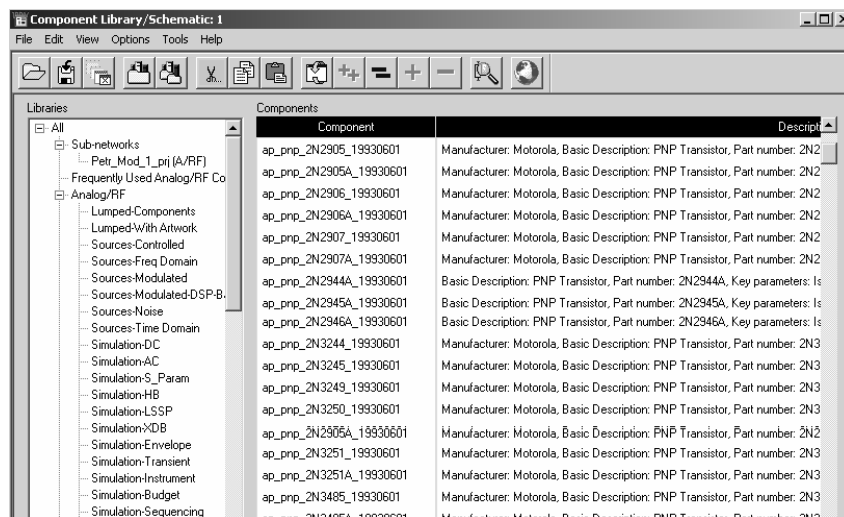 Component Library/Schematic: 1
File Edit View Options Tools Help
Libraries
Components
All
Sub-networks
Petr_Mod_1_prj (A/RF)
Frequently Used Analog/RF Co
Analog/RF
Lumped-Components
Lumped-With Artwork
Sources-Controlled
Sources-Freq Domain
Sources-Modulated
Sources-Modulated-DSP-B
Sources-Noise
Sources-Time Domain
Simulation-DC
Simulation-AC
Simulation-S_Param
Simulation-HB
Simulation-LSSP
Simulation-XDB
Simulation-Envelope
Simulation-Transient
Simulation-Instrument
Simulation-Budget
Simulation-Sequencing
Component Descripti
ap_pnp_2N2905_19930601 Manufacturer: Motorola, Basic Description: PNP Transistor, Part number: 2N2
ap_pnp_2N2905A_19930601 Manufacturer: Motorola, Basic Description: PNP Transistor, Part number: 2N2
ap_pnp_2N2906_19930601 Manufacturer: Motorola, Basic Description: PNP Transistor, Part number: 2N2
ap_pnp_2N2906A_19930601 Manufacturer: Motorola, Basic Description: PNP Transistor, Part number: 2N2
ap_pnp_2N2907_19930601 Manufacturer: Motorola, Basic Description: PNP Transistor, Part number: 2N2
ap_pnp_2N2907A_19930601 Manufacturer: Motorola, Basic Description: PNP Transistor, Part number: 2N2
ap_pnp_2N2944A_19930601 Basic Description: PNP Transistor, Part number: 2N2944A, Key parameters: Is
ap_pnp_2N2945A_19930601 Basic Description: PNP Transistor, Part number: 2N2945A, Key parameters: Is
ap_pnp_2N2946A_19930601 Basic Description: PNP Transistor, Part number: 2N2946A, Key parameters: Is
ap_pnp_2N3244_19930601 Manufacturer: Motorola, Basic Description: PNP Transistor, Part number: 2N3
ap_pnp_2N3245_19930601 Manufacturer: Motorola, Basic Description: PNP Transistor, Part number: 2N3
ap_pnp_2N3249_19930601 Manufacturer: Motorola, Basic Description: PNP Transistor, Part number: 2N3
ap_pnp_2N3250_19930601 Manufacturer: Motorola, Basic Description: PNP Transistor, Part number: 2N3
ap_pnp_2N2905A_19930601 Manufacturer: Motorola, Basic Description: PNP Transistor, Part number: 2N2
ap_pnp_2N3251_19930601 Manufacturer: Motorola, Basic Description: PNP Transistor, Part number: 2N3
ap_pnp_2N3251A_19930601 Manufacturer: Motorola, Basic Description: PNP Transistor, Part number: 2N3
ap_pnp_2N3485_19930601 Manufacturer: Motorola, Basic Description: PNP Transistor, Part number: 2N3